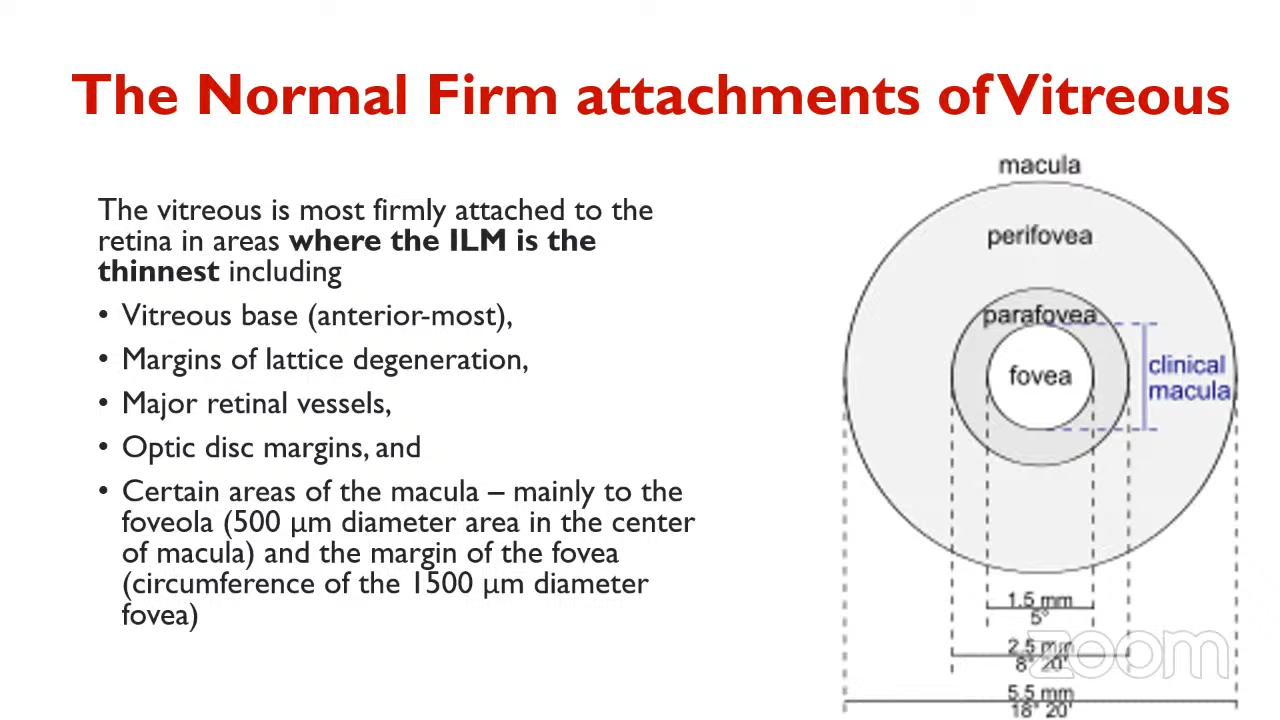 The Normal Firm attachments of Vitreous
The vitreous is most firmly attached to the
retina in areas where the ILM is the
thinnest including
• Vitreous base (anterior-most),
• Margins of lattice degeneration,
• Major retinal vessels,
• Optic disc margins, and
• Certain areas of the macula – mainly to the
foveola (500 μm diameter area in the center
of macula) and the margin of the fovea
(circumference of the 1500 μm diameter
fovea)
macula
perifovea
parafovea
fovea
clinical
macula
1.5 mm
5°
2.5 mm
8° 20'
5.5 mm
18° 20'
zoom